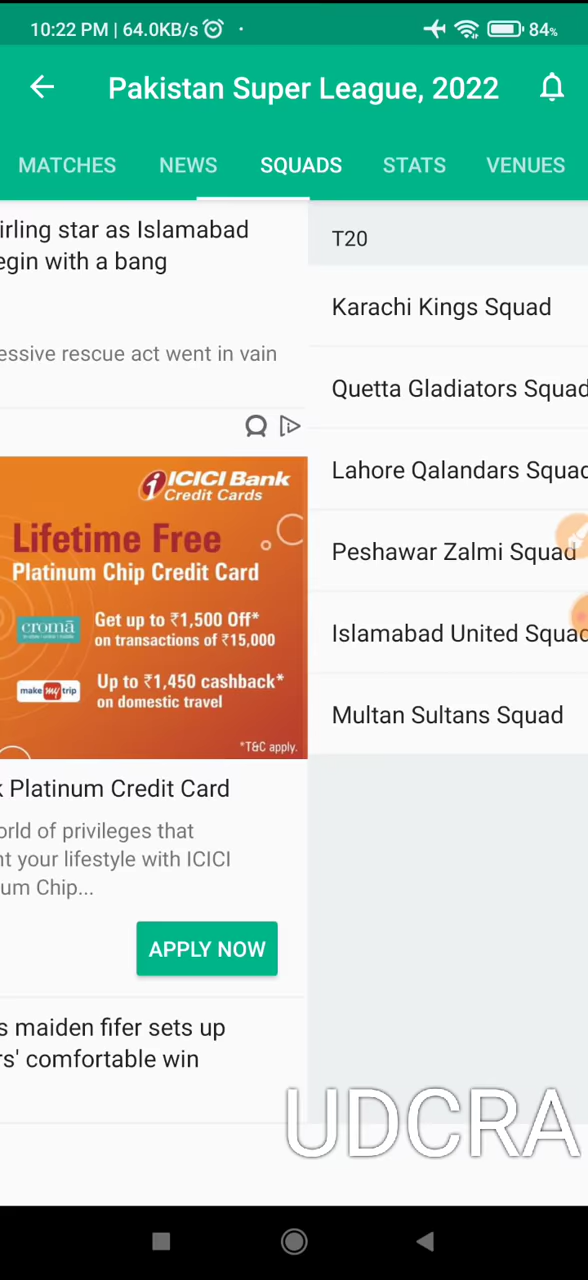 10:22 PM | 64.0KB/s
84%
Pakistan Super League, 2022
MATCHES NEWS SQUADS STATS VENUES
irling star as Islamabad
egin with a bang
essive rescue act went in vain
ICICI Bank
Credit Cards
Lifetime Free
Platinum Chip Credit Card
cromā
Get up to ₹1,500 Off*
on transactions of ₹15,000
make my trip
Up to ₹1,450 cashback*
on domestic travel
*T&C apply.
k Platinum Credit Card
orld of privileges that
nt your lifestyle with ICICI
um Chip...
APPLY NOW
s maiden fifer sets up
rs' comfortable win
T20
Karachi Kings Squad
Quetta Gladiators Squad
Lahore Qalandars Squad
Peshawar Zalmi Squad
Islamabad United Squad
Multan Sultans Squad
UDCRA